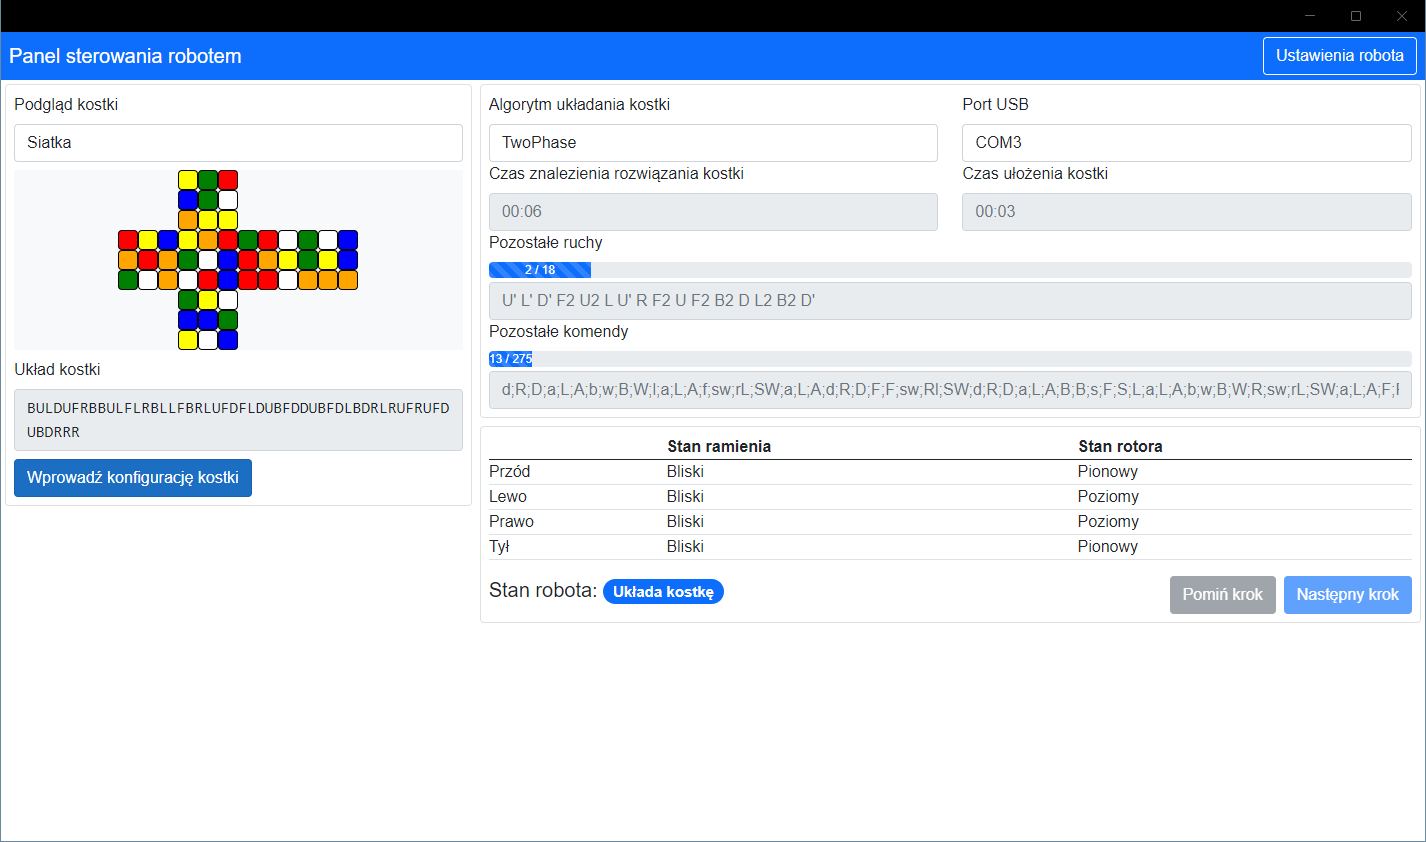 Panel sterowania robotem
Ustawienia robota
Podgląd kostki
Siatka
Układ kostki
BULDUFRBBULFLRBLLFBRLUFDFLDUBFDDUBFDLBDRLRUFRUFD
UBDRRR
Wprowadź konfigurację kostki
Algorytm układania kostki
Port USB
TwoPhase
COM3
Czas znalezienia rozwiązania kostki
Czas ułożenia kostki
00:06
00:03
Pozostałe ruchy
2 / 18
U' L' D' F2 U2 L U' R F2 U F2 B2 D L2 B2 D'
Pozostałe komendy
13 / 275
d;R;D;a;L;A;b;w;B;W;l;a;L;A;f;sw;rL;SW;a;L;A;d;R;D;F;F;sw;Rl;SW;d;R;D;a;L;A;B;B;s;F;S;L;a;L;A;b;w;B;W;R;sw;rL;SW;a;L;A;F;F
Stan ramienia Stan rotora
Przód Bliski Pionowy
Lewo Bliski Poziomy
Prawo Bliski Poziomy
Tył Bliski Pionowy
Stan robota: Układa kostkę
Pomiń krok
Następny krok